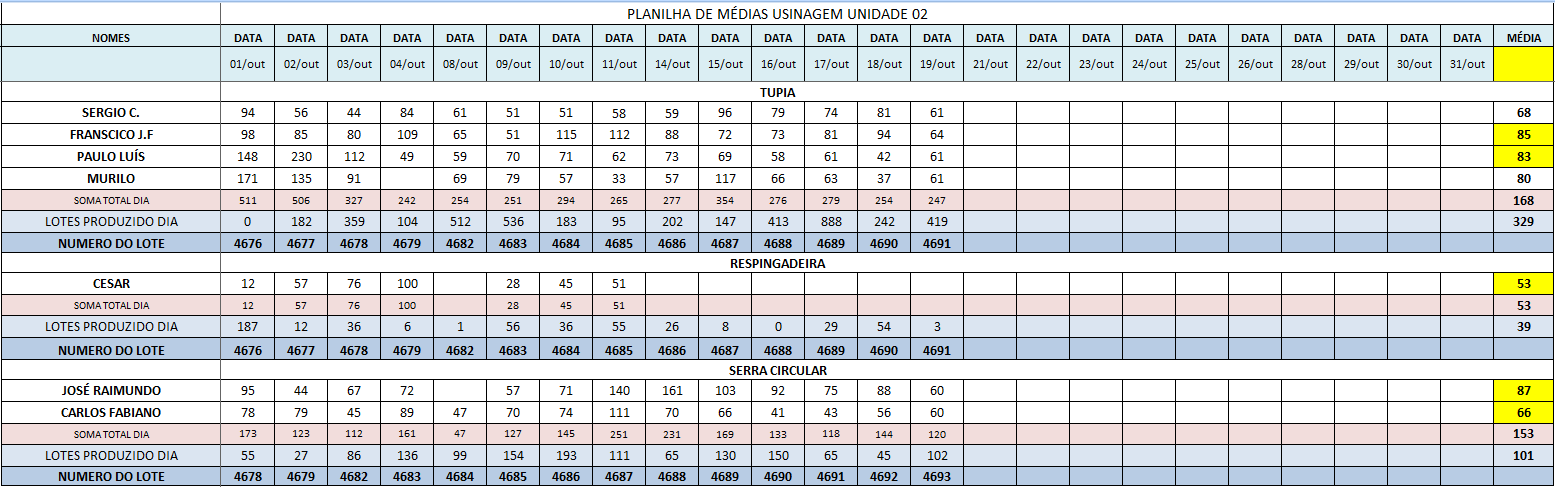 PLANILHA DE MÉDIAS USINAGEM UNIDADE 02
NOMES DATA DATA DATA DATA DATA DATA DATA DATA DATA DATA DATA DATA DATA DATA DATA DATA DATA DATA DATA DATA DATA DATA DATA DATA MÉDIA
01/out 02/out 03/out 04/out 08/out 09/out 10/out 11/out 14/out 15/out 16/out 17/out 18/out 19/out 21/out 22/out 23/out 24/out 25/out 26/out 28/out 29/out 30/out 31/out
TUPIA
SERGIO C. 94 56 44 84 61 51 51 58 59 96 79 74 81 61 68
FRANSCICO J.F 98 85 80 109 65 51 115 112 88 72 73 81 94 64 85
PAULO LUÍS 148 230 112 49 59 70 71 62 73 69 58 61 42 61 83
MURILO 171 135 91 69 79 57 33 57 117 66 63 37 61 80
SOMA TOTAL DIA 511 506 327 242 254 251 294 265 277 354 276 279 254 247 168
LOTES PRODUZIDO DIA 0 182 359 104 512 536 183 95 202 147 413 888 242 419 329
NUMERO DO LOTE 4676 4677 4678 4679 4682 4683 4684 4685 4686 4687 4688 4689 4690 4691
RESPINGADEIRA
CESAR 12 57 76 100 28 45 51 53
SOMA TOTAL DIA 12 57 76 100 28 45 51 53
LOTES PRODUZIDO DIA 187 12 36 6 1 56 36 55 26 8 0 29 54 3 39
NUMERO DO LOTE 4676 4677 4678 4679 4682 4683 4684 4685 4686 4687 4688 4689 4690 4691
SERRA CIRCULAR
JOSÉ RAIMUNDO 95 44 67 72 57 71 140 161 103 92 75 88 60 87
CARLOS FABIANO 78 79 45 89 47 70 74 111 70 66 41 43 56 60 66
SOMA TOTAL DIA 173 123 112 161 47 127 145 251 231 169 133 118 144 120 153
LOTES PRODUZIDO DIA 55 27 86 136 99 154 193 111 65 130 150 65 45 102 101
NUMERO DO LOTE 4678 4679 4682 4683 4684 4685 4686 4687 4688 4689 4690 4691 4692 4693